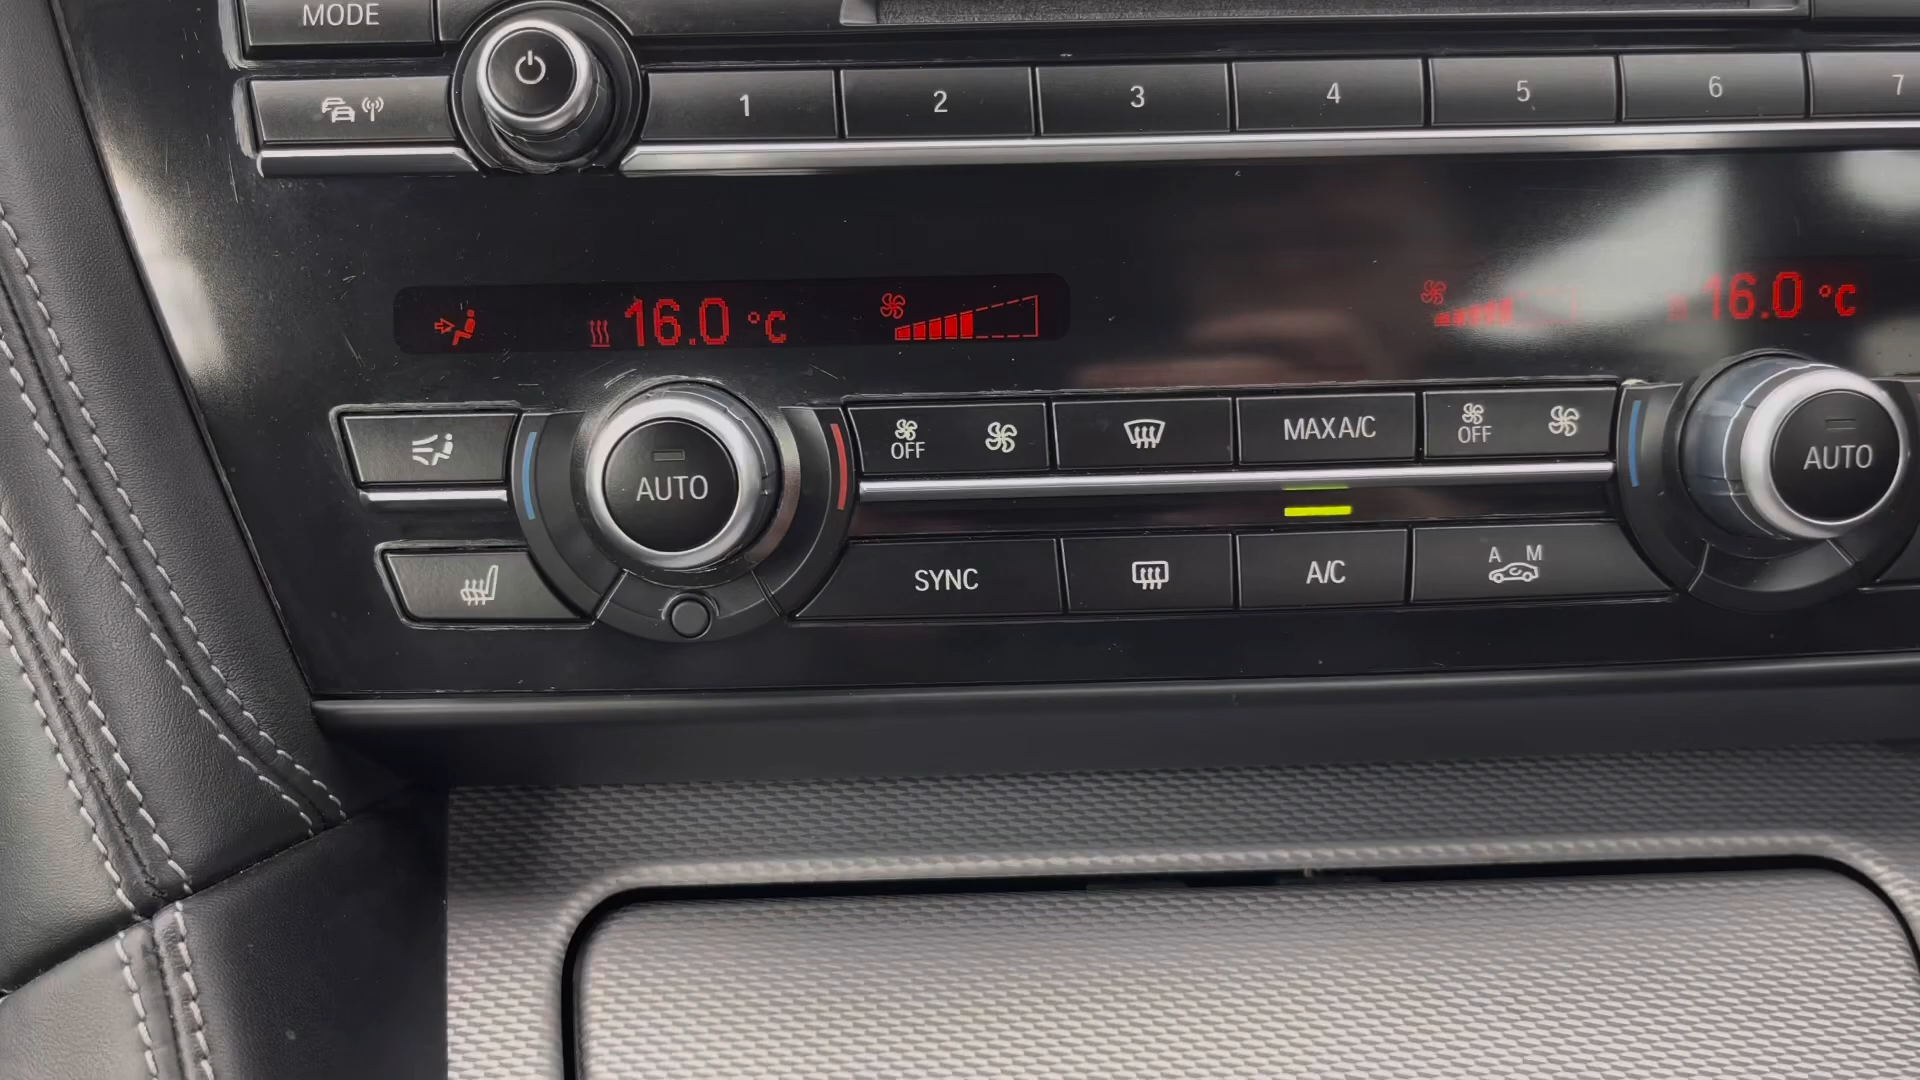 MODE
1 2 3 4 5 6 7
16.0 °C
16.0 °C
OFF
MAX A/C
OFF
AUTO
AUTO
SYNC
A/C
A M